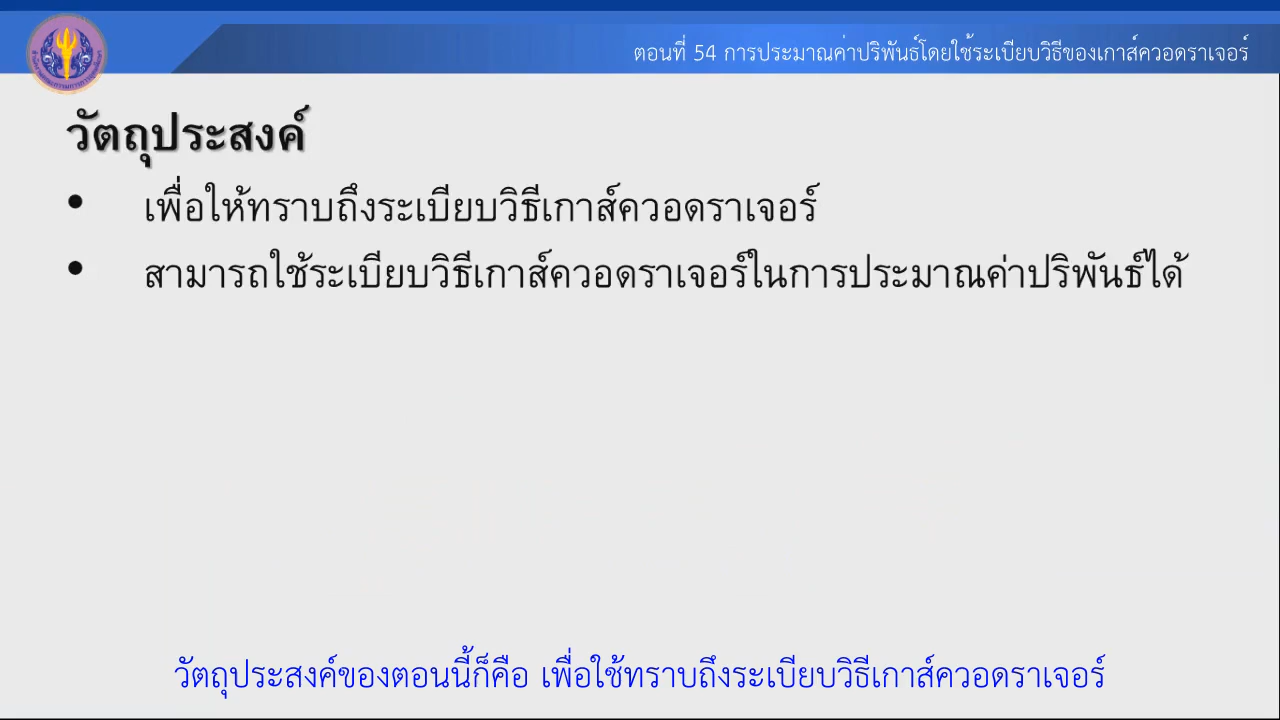 ตอนที่ 54 การประมาณค่าปริพันธ์โดยใช้ระเบียบวิธีของเกาส์ควอดราเจอร์
วัตถุประสงค์
• เพื่อให้ทราบถึงระเบียบวิธีเกาส์ควอดราเจอร์
• สามารถใช้ระเบียบวิธีเกาส์ควอดราเจอร์ในการประมาณค่าปริพันธ์ได้
วัตถุประสงค์ของตอนนี้ก็คือ เพื่อใช้ทราบถึงระเบียบวิธีเกาส์ควอดราเจอร์